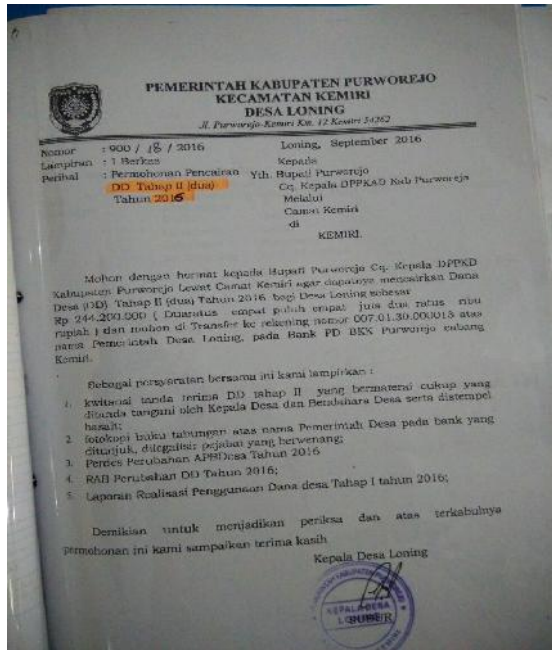 PEMERINTAH KABUPATEN PURWOREJO
KECAMATAN KEMIRI
DESA LONING
Jl. Purworejo-Kemiri Km. 12 Kemiri 54262
Nomor : 900 / 18 / 2016
Lampiran : 1 Berkas
Perihal : Permohonan Pencairan
DD Tahap II (dua)
Tahun 2016
Loning, September 2016
Kepada
Yth. Bupati Purworejo
Cq. Kepala DPPKAD Kab Purworejo
Melalui
Camat Kemiri
di
KEMIRI.
Mohon dengan hormat kepada Bupati Purworejo Cq. Kepala DPPKD
Kabupaten Purworejo Lewat Camat Kemiri agar dapatnya mencairkan Dana
Desa (DD) Tahap II (dua) Tahun 2016 bagi Desa Loning sebesar
Rp 244.200.000 ( Duaratus empat puluh empat juta dua ratus ribu
rupiah ) dan mohon di Transfer ke rekening nomor 007.01.30.000013 atas
nama Pemerintah Desa Loning, pada Bank PD BKK Purworejo cabang
Kemiri.
Sebagai persyaratan bersama ini kami lampirkan :
1. kwitansi tanda terima DD tahap II yang bermaterai cukup yang
ditanda tangani oleh Kepala Desa dan Bendahara Desa serta distempel
basah;
2. fotokopi buku tabungan atas nama Pemerintah Desa pada bank yang
ditunjuk, dilegalisir pejabat yang berwenang;
3. Perdes Perubahan APBDesa Tahun 2016
4. RAB Perubahan DD Tahun 2016;
5. Laporan Realisasi Penggunaan Dana desa Tahap I tahun 2016;
Demikian untuk menjadikan periksa dan atas terkabulnya
permohonan ini kami sampaikan terima kasih
Kepala Desa Loning
KEPALA DESA
LONING
SUBUR